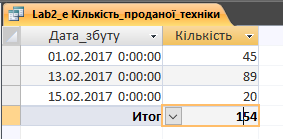 Lab2_e Кількість_проданої_техніки
Дата_збуту Кількість
01.02.2017 0:00:00 45
13.02.2017 0:00:00 89
15.02.2017 0:00:00 20
Итог 154